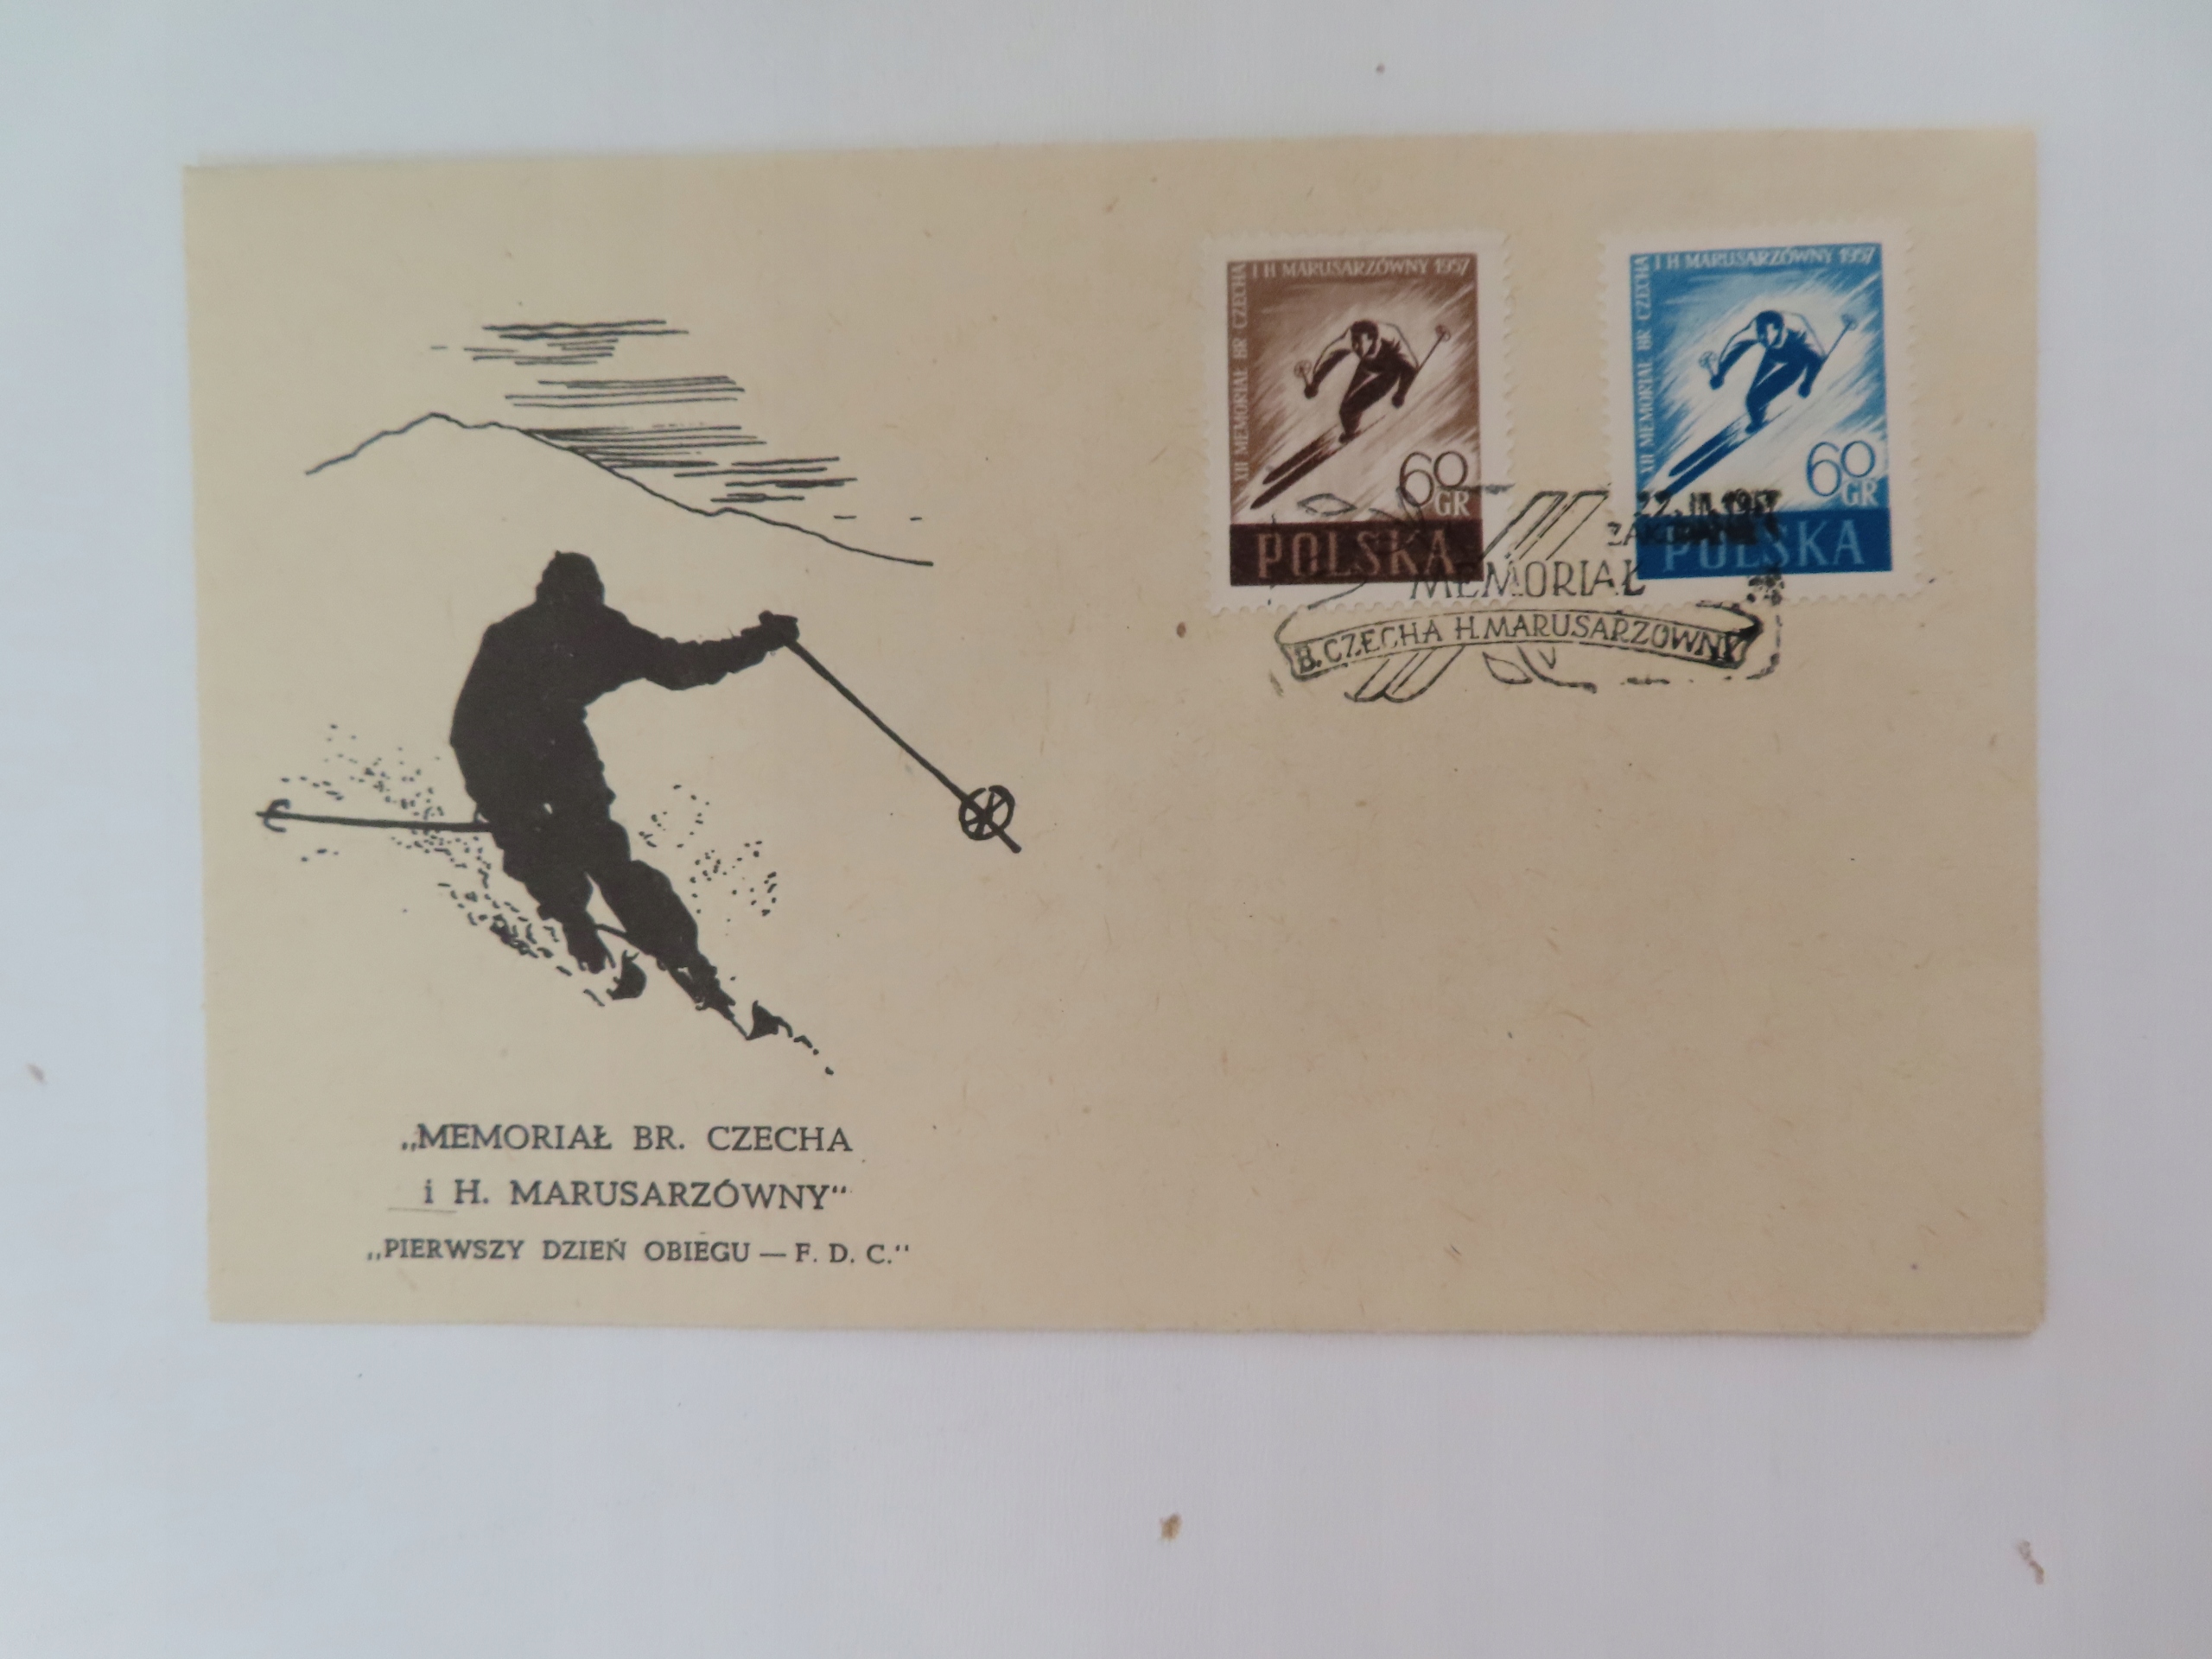 XII MEMORIAŁ BR CZECHA
I H MARUSARZÓWNY 1957
60
GR
POLSKA
XII MEMORIAŁ BR CZECHA
I H MARUSARZÓWNY 1957
60
GR
POLSKA
MEMORIAŁ
B. CZECHA H. MARUSARZÓWNY
„MEMORIAŁ BR. CZECHA
i H. MARUSARZÓWNY“
„PIERWSZY DZIEŃ OBIEGU — F. D. C.“